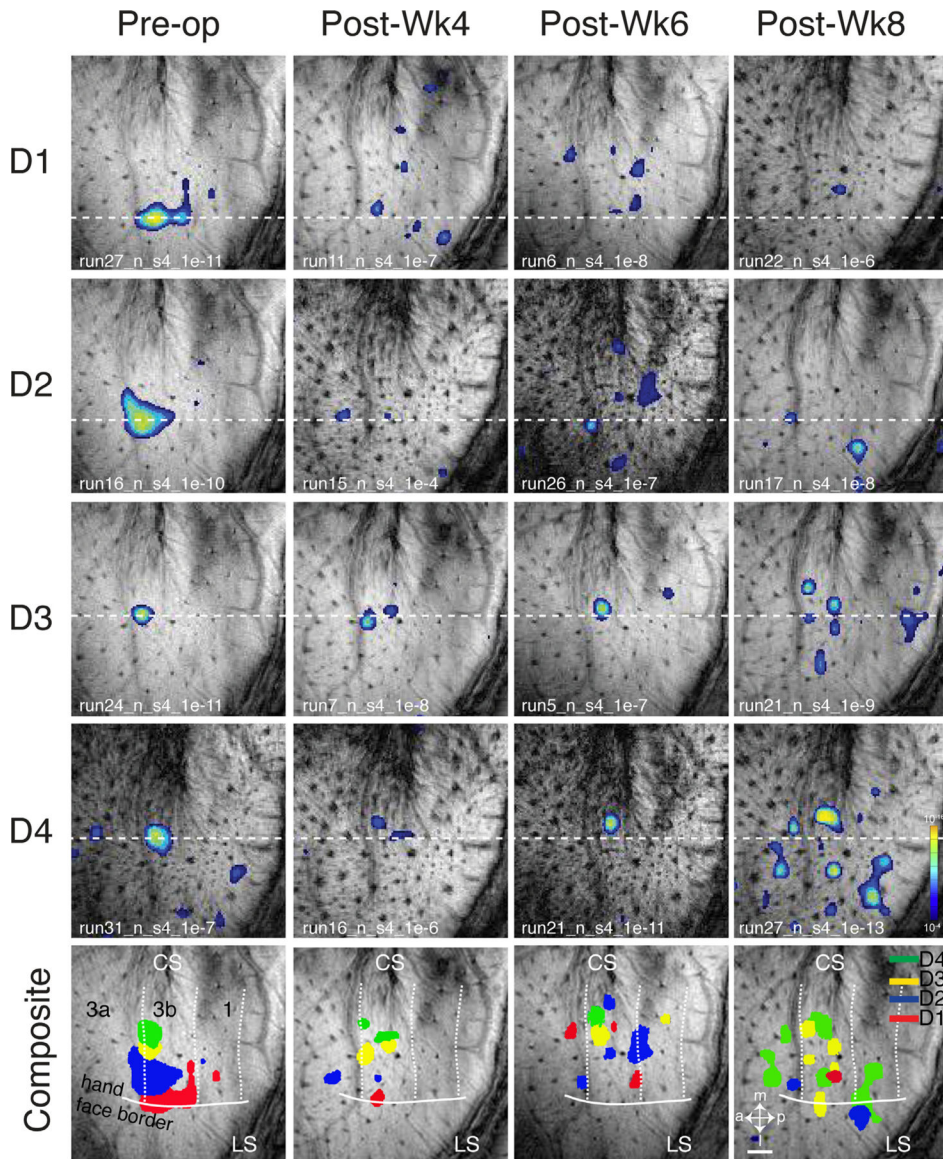 Pre-op Post-Wk4 Post-Wk6 Post-Wk8
D1
run27_n_s4_1e-11 run11_n_s4_1e-7 run6_n_s4_1e-8 run22_n_s4_1e-6
D2
run16_n_s4_1e-10 run15_n_s4_1e-4 run26_n_s4_1e-7 run17_n_s4_1e-8
D3
run24_n_s4_1e-11 run7_n_s4_1e-8 run5_n_s4_1e-7 run21_n_s4_1e-9
D4
run31_n_s4_1e-7 run16_n_s4_1e-6 run21_n_s4_1e-11 run27_n_s4_1e-13
Composite
CS CS CS CS
3a 3b 1
D4
D3
D2
D1
hand
face border
m
a p
l
LS LS LS LS